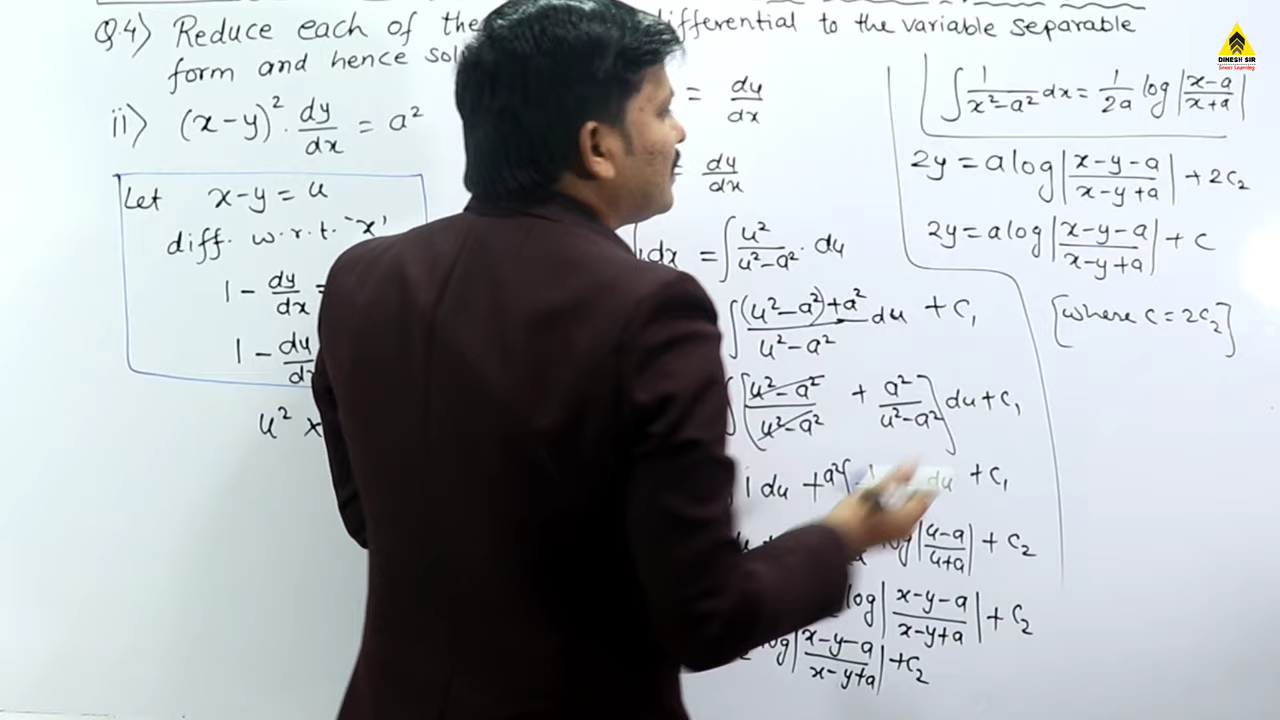 Q.4) Reduce each of the differential to the variable separable
form and hence
ii) (x-y)². dy/dx = a²
Let x-y = u
diff. w.r.t. 'x'
1 - dy/dx =
1 - du/dx
u² x
= du/dx
= dy/dx
dx = ∫ u²/(u²-a²) . du
∫ ((u²-a²)+a²)/(u²-a²) du + c₁
∫ [(u²-a²)/(u²-a²) + a²/(u²-a²)] du + c₁
1 du + a² ∫ du + c₁
log |(u-a)/(u+a)| + c₂
log |(x-y-a)/(x-y+a)| + c₂
log |(x-y-a)/(x-y+a)| + c₂
∫ 1/(x²-a²) dx = 1/2a log |(x-a)/(x+a)|
2y = a log |(x-y-a)/(x-y+a)| + 2c₂
2y = a log |(x-y-a)/(x-y+a)| + c
[where c = 2c₂]
DINESH SIR
Smart Learning